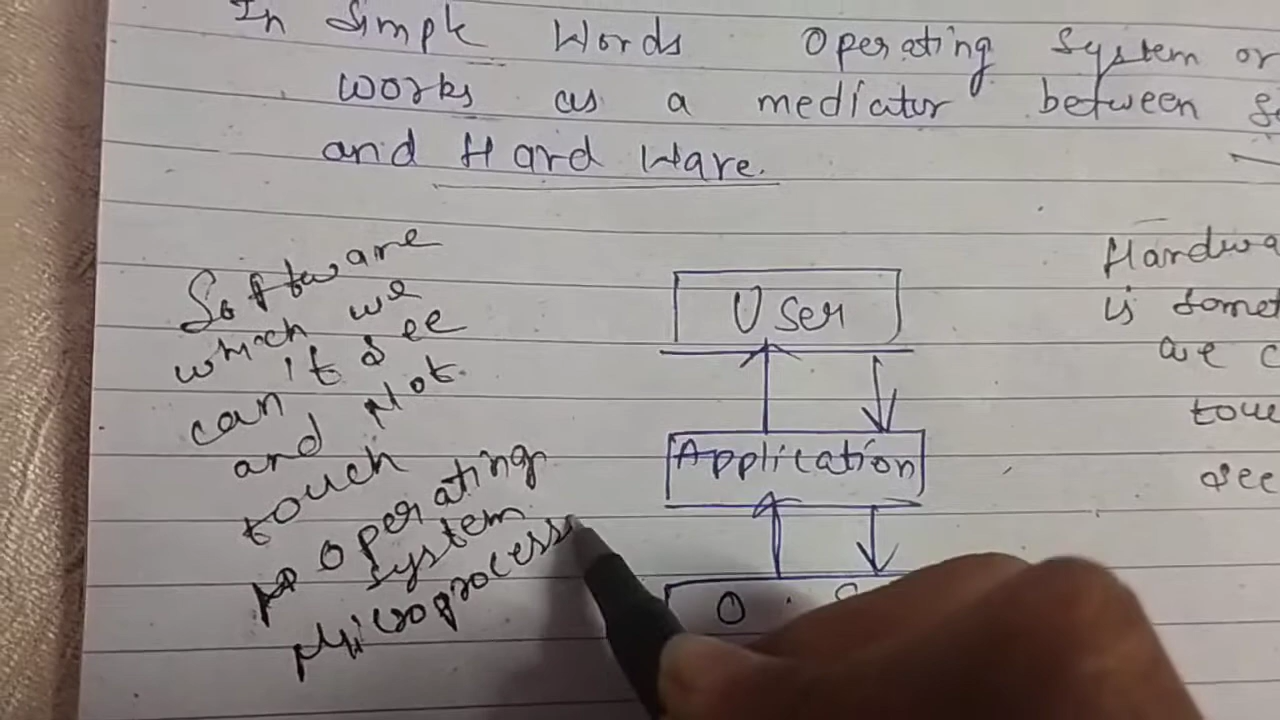 In Simple Words Operating System or
works as a mediator between
and Hard Ware.
Software
which we
can it see
and Not
touch
Operating
System
Microprocess
User
Application
O.
Hardwa
is somet
are c
touc
see